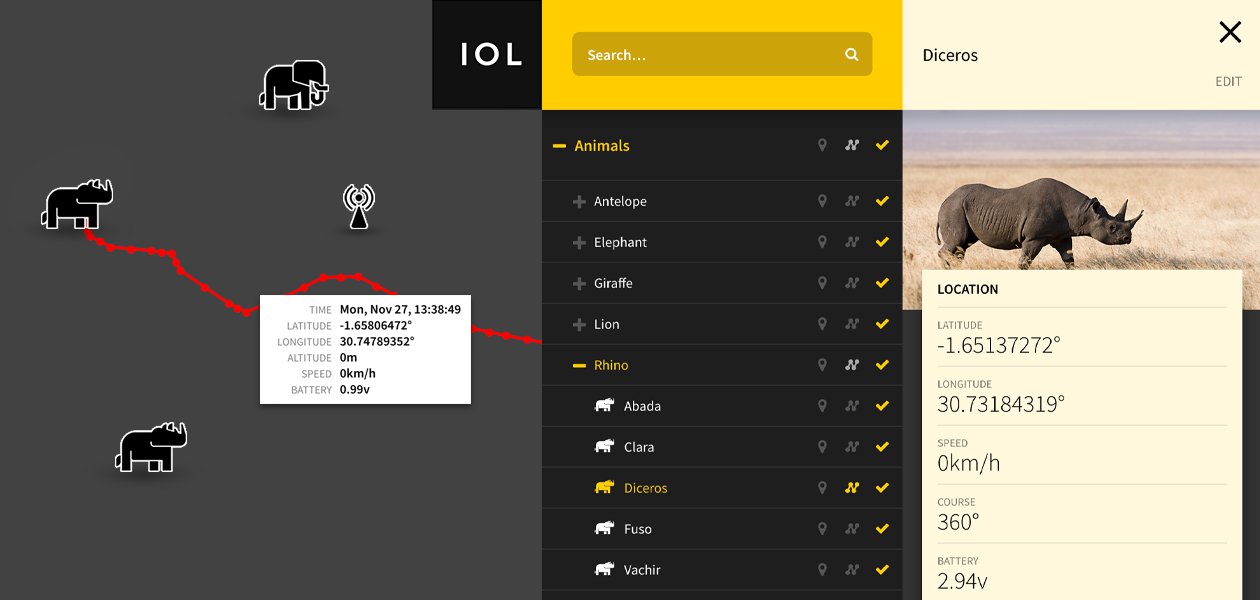 IOL
TIME Mon, Nov 27, 13:38:49
LATITUDE -1.65806472°
LONGITUDE 30.74789352°
ALTITUDE 0m
SPEED 0km/h
BATTERY 0.99v
Search...
Animals
Antelope
Elephant
Giraffe
Lion
Rhino
Abada
Clara
Diceros
Fuso
Vachir
Diceros
EDIT
LOCATION
LATITUDE
-1.65137272°
LONGITUDE
30.73184319°
SPEED
0km/h
COURSE
360°
BATTERY
2.94v